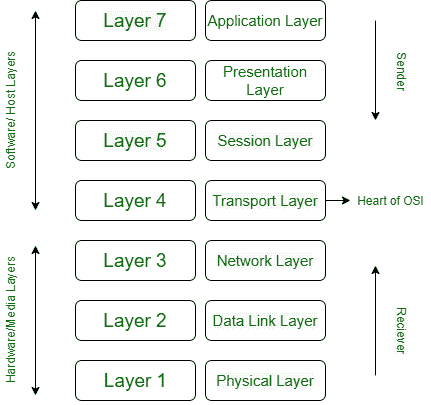 Layer 7
Application Layer
Layer 6
Presentation
Layer
Layer 5
Session Layer
Layer 4
Transport Layer
Heart of OSI
Layer 3
Network Layer
Layer 2
Data Link Layer
Layer 1
Physical Layer
Software/ Host Layers
Hardware/Media Layers
Sender
Reciever